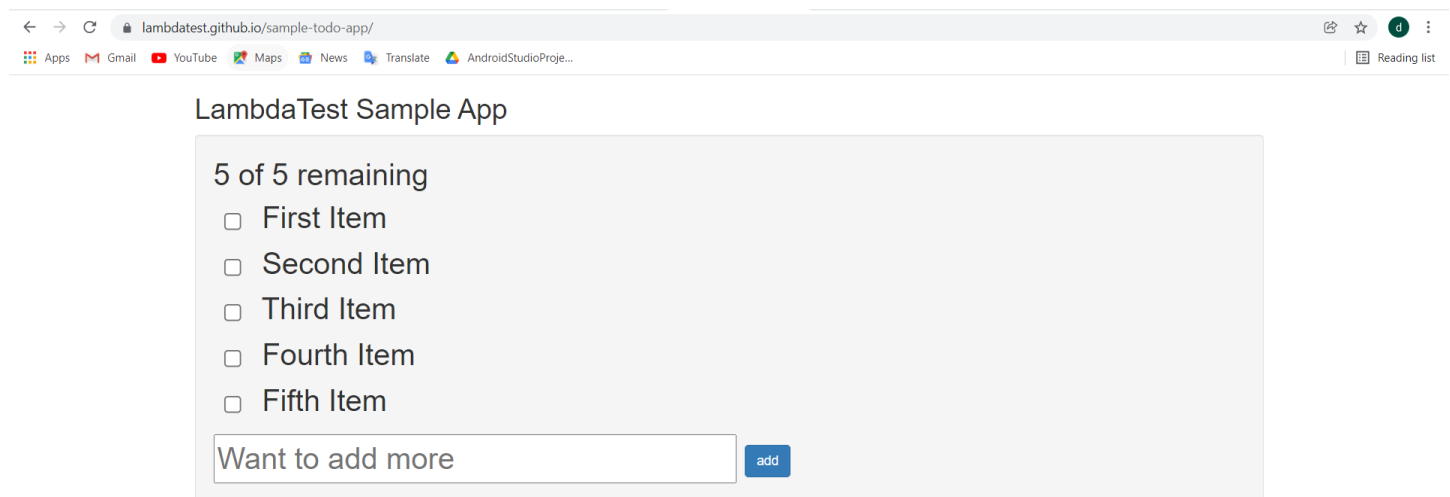 lambdatest.github.io/sample-todo-app/
d
Apps Gmail YouTube Maps News Translate AndroidStudioProje... Reading list
LambdaTest Sample App
5 of 5 remaining
First Item
Second Item
Third Item
Fourth Item
Fifth Item
Want to add more add